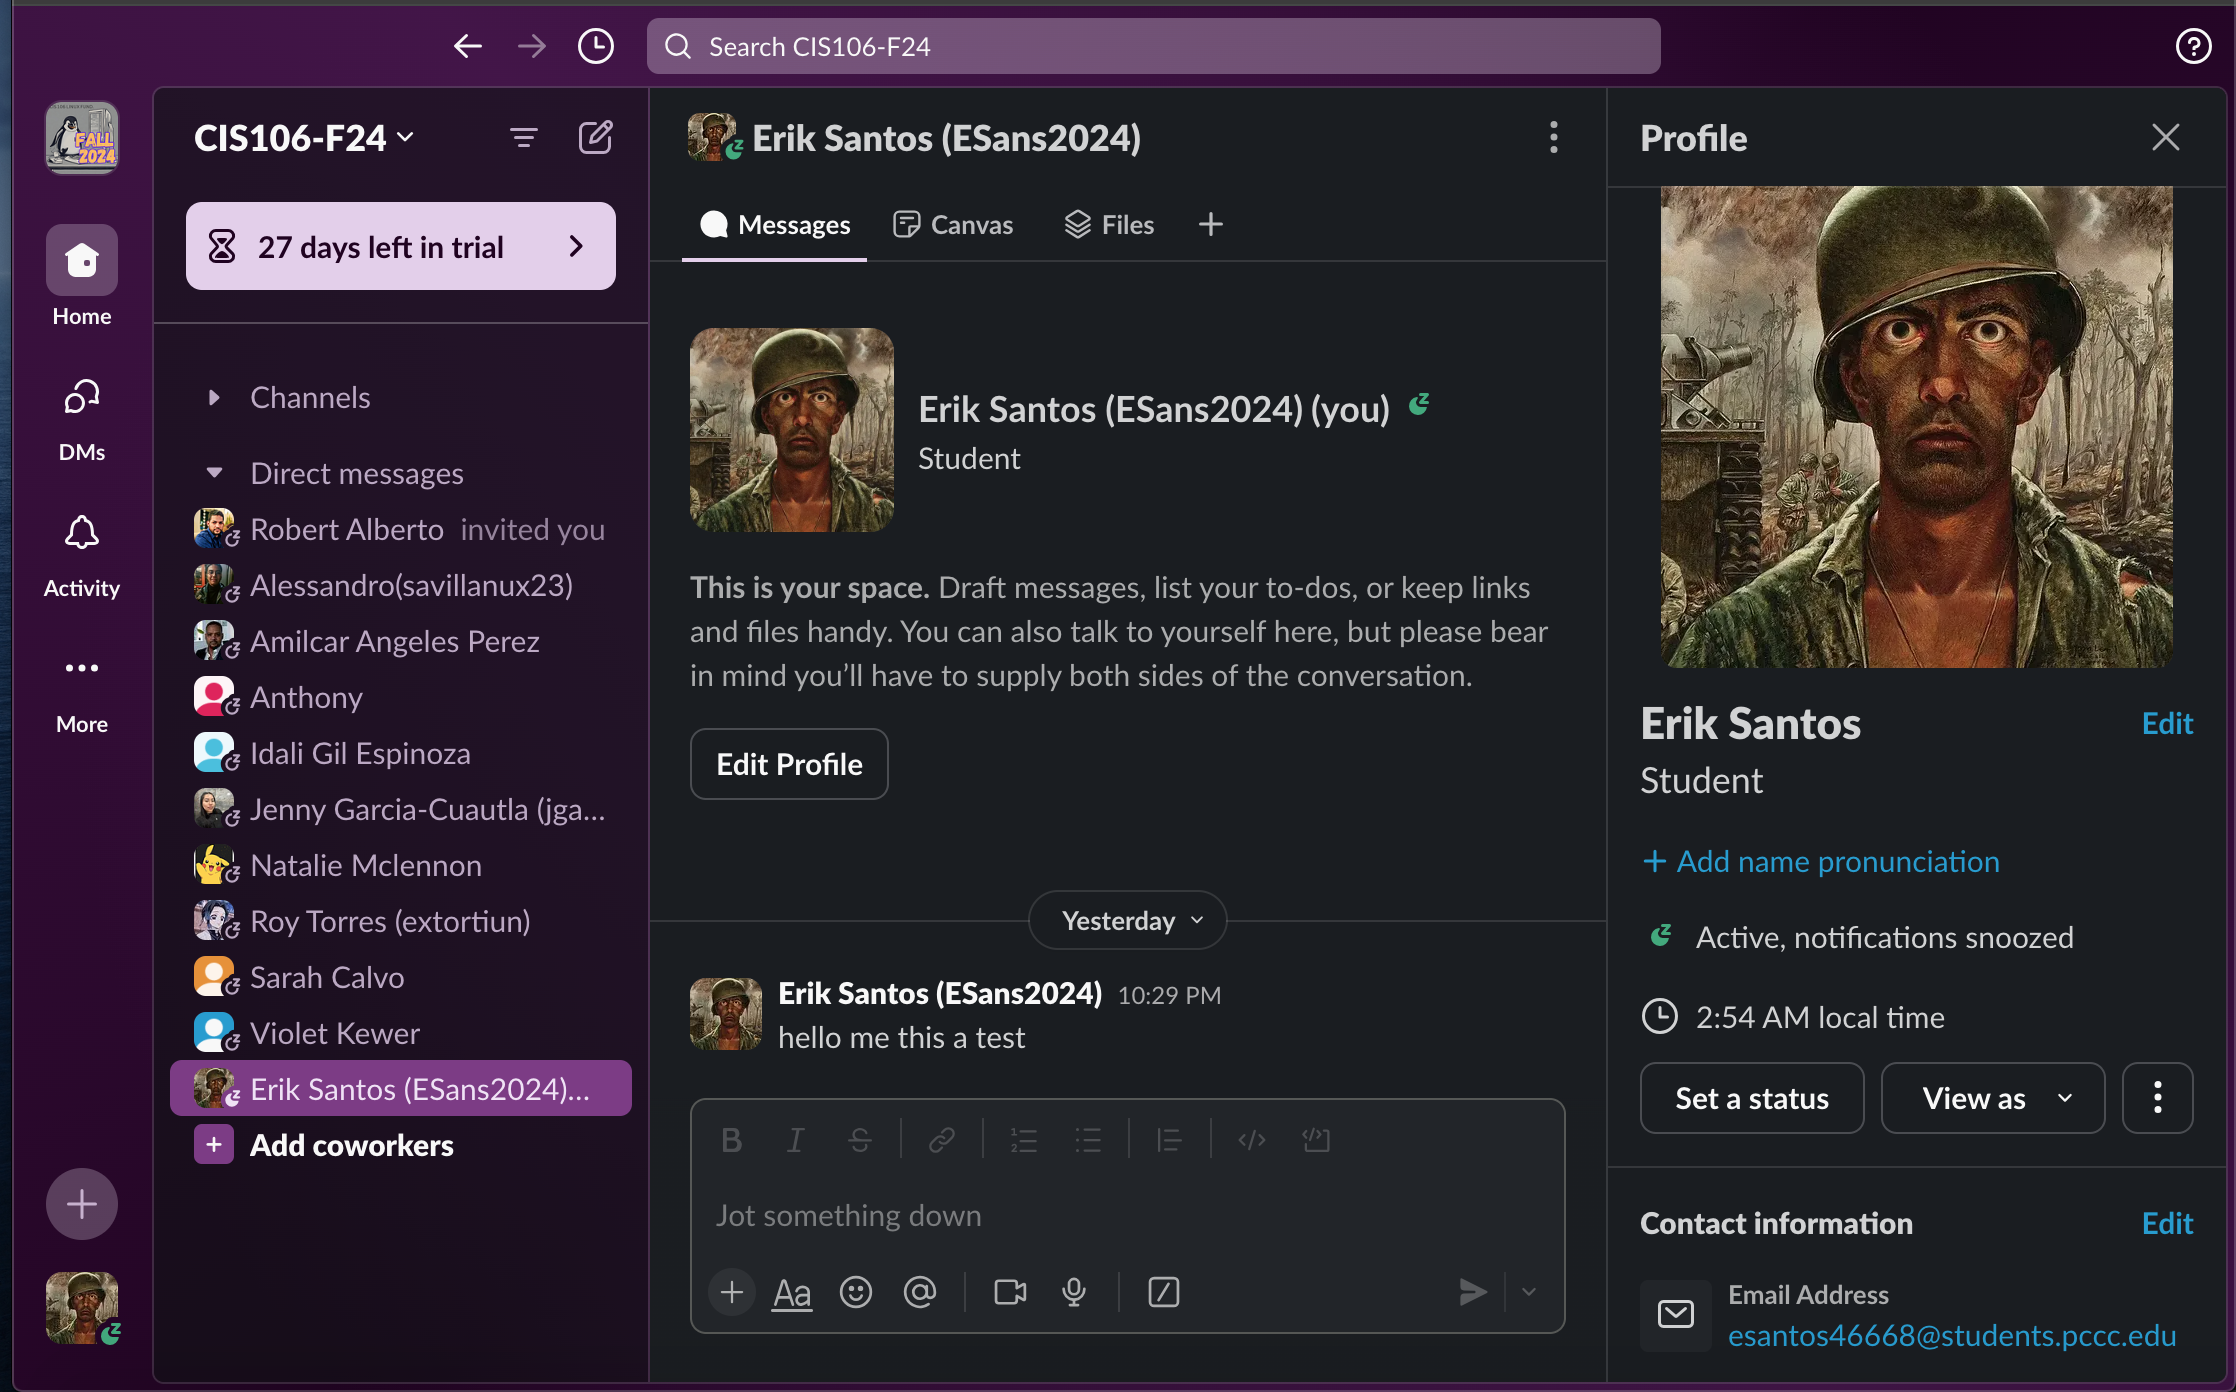 Search CIS106-F24
FALL
2024
Home
DMs
Activity
More
CIS106-F24
27 days left in trial
Channels
Direct messages
Robert Alberto invited you
Alessandro(savillanux23)
Amilcar Angeles Perez
Anthony
Idali Gil Espinoza
Jenny Garcia-Cuautla (jga...
Natalie Mclennon
Roy Torres (extortiun)
Sarah Calvo
Violet Kewer
Erik Santos (ESans2024)...
Add coworkers
Erik Santos (ESans2024)
Messages
Canvas
Files
Erik Santos (ESans2024) (you)
Student
This is your space. Draft messages, list your to-dos, or keep links
and files handy. You can also talk to yourself here, but please bear
in mind you’ll have to supply both sides of the conversation.
Edit Profile
Yesterday
Erik Santos (ESans2024) 10:29 PM
hello me this a test
Jot something down
Profile
Erik Santos
Edit
Student
+ Add name pronunciation
Active, notifications snoozed
2:54 AM local time
Set a status
View as
Contact information
Edit
Email Address
esantos46668@students.pccc.edu